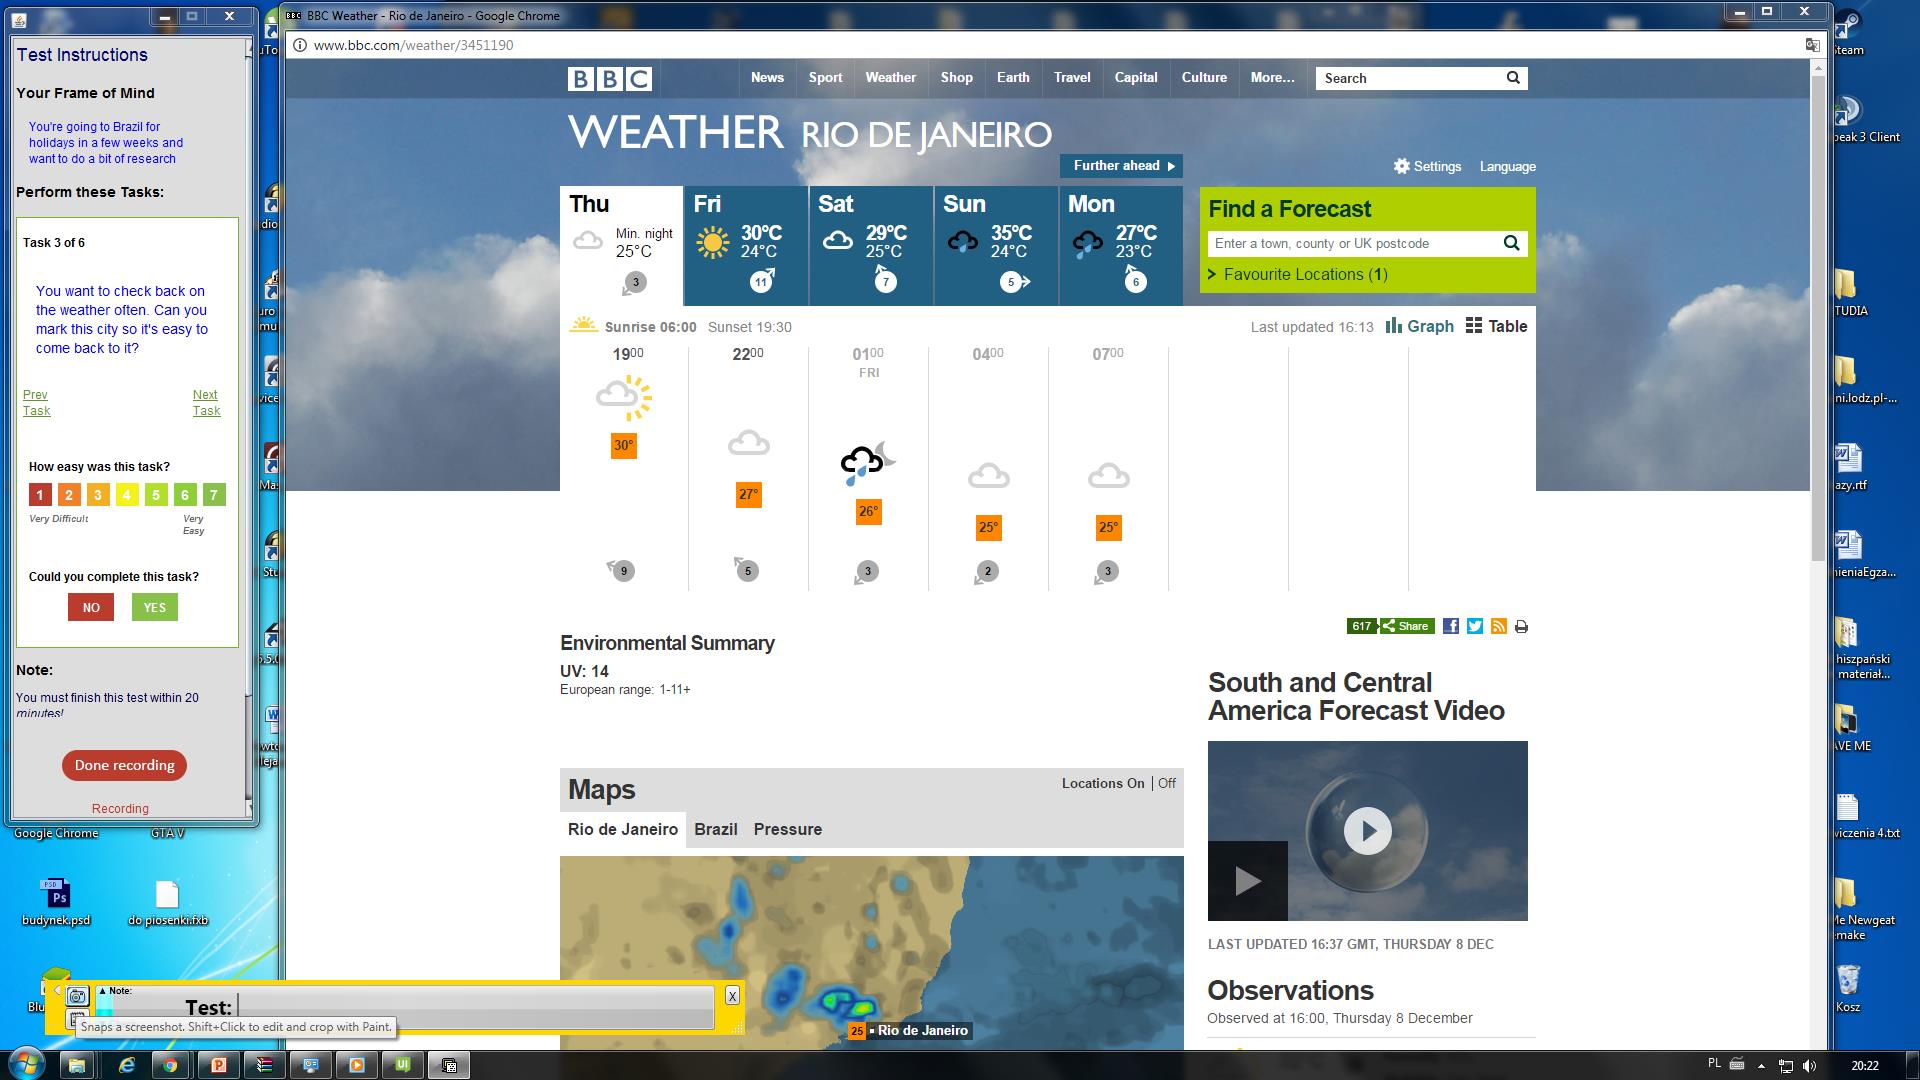 Test Instructions
Your Frame of Mind
You're going to Brazil for
holidays in a few weeks and
want to do a bit of research
Perform these Tasks:
Task 3 of 6
You want to check back on
the weather often. Can you
mark this city so it's easy to
come back to it?
Prev Task
Next Task
How easy was this task?
1 2 3 4 5 6 7
Very Difficult Very Easy
Could you complete this task?
NO YES
Note:
You must finish this test within 20
minutes!
Done recording
Recording
BBC BBC Weather - Rio de Janeiro - Google Chrome
www.bbc.com/weather/3451190
BBC News Sport Weather Shop Earth Travel Capital Culture More... Search
WEATHER RIO DE JANEIRO
Further ahead
Settings Language
Thu
Min. night
25°C
3
Fri
30°C
24°C
11
Sat
29°C
25°C
7
Sun
35°C
24°C
5
Mon
27°C
23°C
6
Find a Forecast
Enter a town, county or UK postcode
Favourite Locations (1)
Sunrise 06:00 Sunset 19:30
Last updated 16:13 Graph Table
1900 2200 0100 0400 0700
FRI
30° 27° 26° 25° 25°
9 5 3 2 3
617 Share
Environmental Summary
UV: 14
European range: 1-11+
South and Central
America Forecast Video
LAST UPDATED 16:37 GMT, THURSDAY 8 DEC
Observations
Observed at 16:00, Thursday 8 December
Maps
Locations On Off
Rio de Janeiro Brazil Pressure
25 Rio de Janeiro
Steam
peak 3 Client
TUDIA
ni.lodz.pl-...
azy.rtf
nieniaEgza...
hiszpański
materiał...
AVE ME
wiczenia 4.txt
Me Newgeat
emake
Kosz
Google Chrome
GTA V
PSD
Ps
budynek.psd
do piosenki.fxb
Note:
Test:
X
Snaps a screenshot. Shift+Click to edit and crop with Paint.
PL
20:22